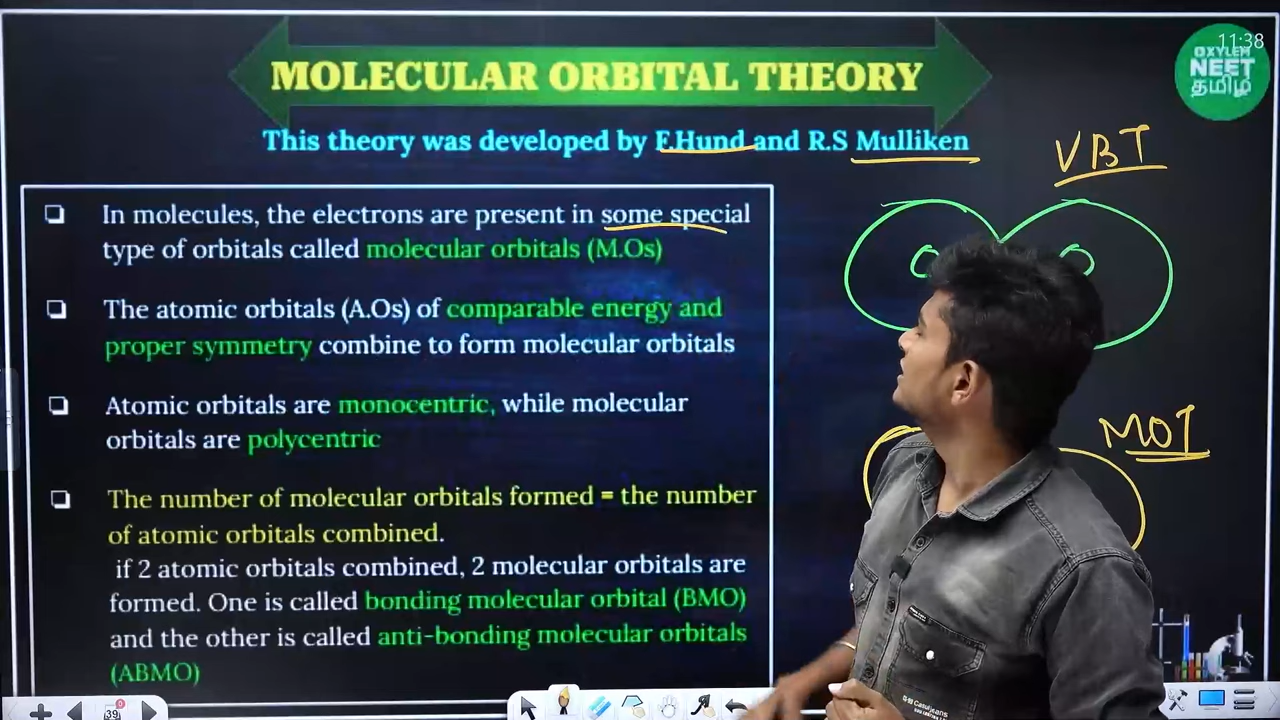 MOLECULAR ORBITAL THEORY
11:38
OXYLEM
NEET
தமிழ்
This theory was developed by F.Hund and R.S Mulliken
VBT
❑ In molecules, the electrons are present in some special
type of orbitals called molecular orbitals (M.Os)
❑ The atomic orbitals (A.Os) of comparable energy and
proper symmetry combine to form molecular orbitals
❑ Atomic orbitals are monocentric, while molecular
orbitals are polycentric
MOT
❑ The number of molecular orbitals formed = the number
of atomic orbitals combined.
if 2 atomic orbitals combined, 2 molecular orbitals are
formed. One is called bonding molecular orbital (BMO)
and the other is called anti-bonding molecular orbitals
(ABMO)
39